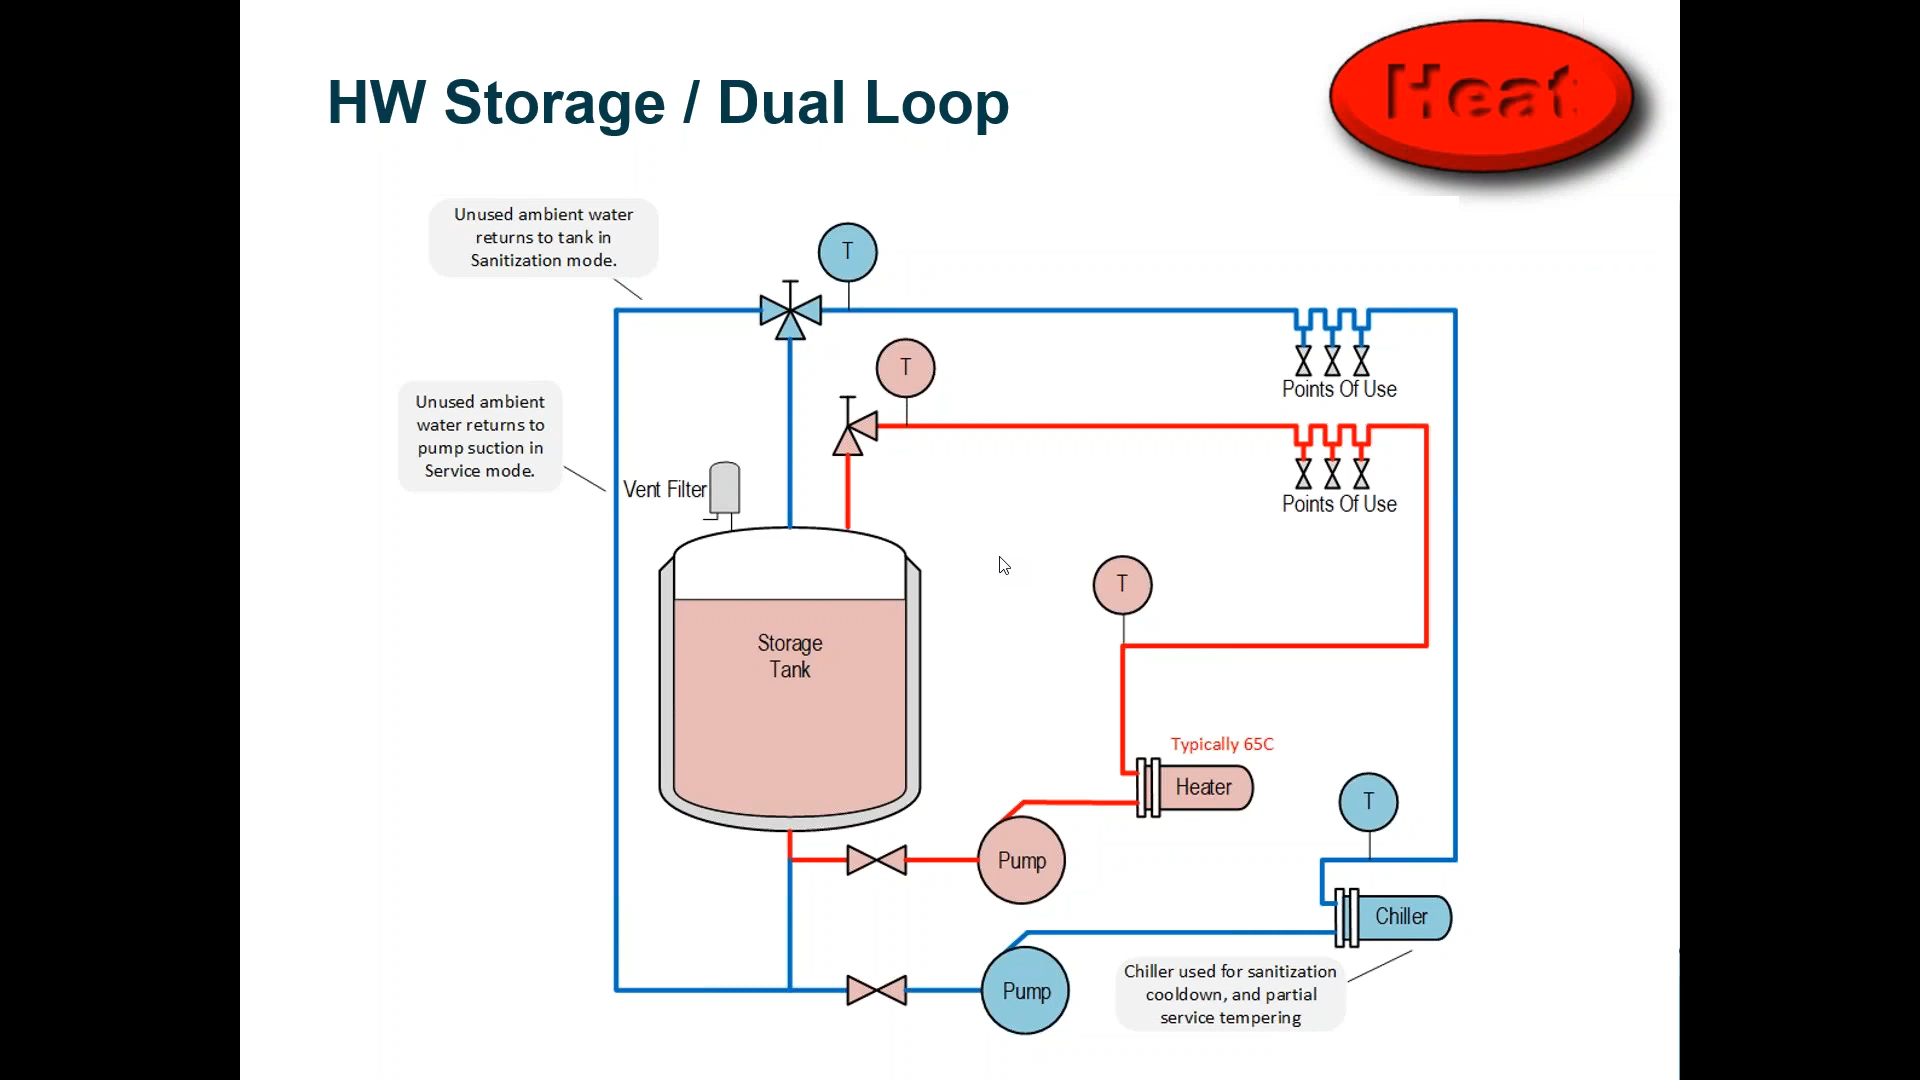 HW Storage / Dual Loop
Heat
Unused ambient water
returns to tank in
Sanitization mode.
T
T
Points Of Use
Unused ambient
water returns to
pump suction in
Service mode.
Vent Filter
Points Of Use
T
Storage
Tank
Typically 65C
Heater
T
Pump
Chiller
Chiller used for sanitization
cooldown, and partial
service tempering
Pump